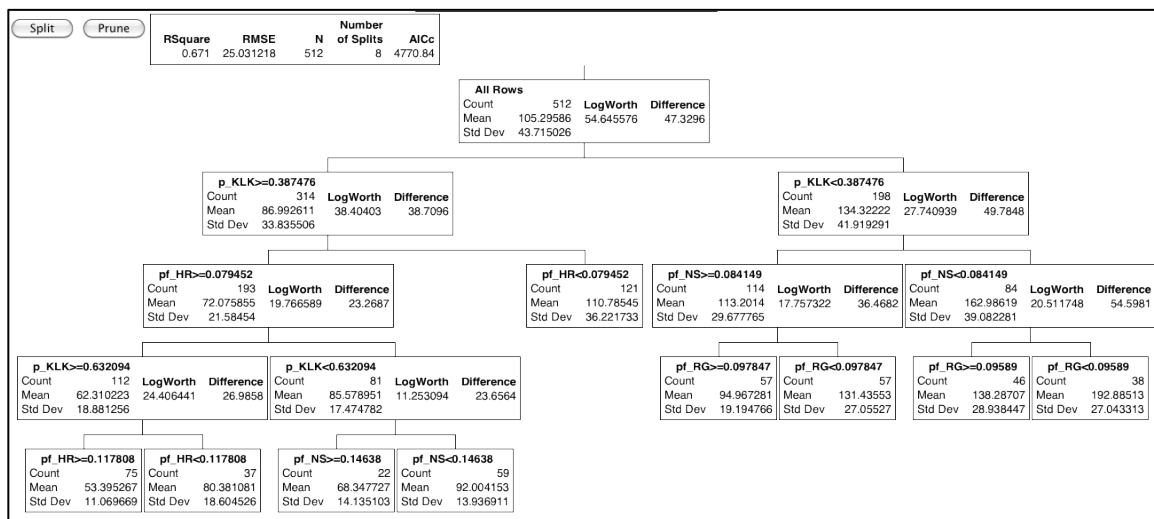 Split Prune
Number
RSquare RMSE N of Splits AICc
0.671 25.031218 512 8 4770.84
All Rows
Count 512 LogWorth Difference
Mean 105.29586 54.645576 47.3296
Std Dev 43.715026
p_KLK>=0.387476
Count 314 LogWorth Difference
Mean 86.992611 38.40403 38.7096
Std Dev 33.835506
p_KLK<0.387476
Count 198 LogWorth Difference
Mean 134.32222 27.740939 49.7848
Std Dev 41.919291
pf_HR>=0.079452
Count 193 LogWorth Difference
Mean 72.075855 19.766589 23.2687
Std Dev 21.58454
pf_HR<0.079452
Count 121
Mean 110.78545
Std Dev 36.221733
pf_NS>=0.084149
Count 114 LogWorth Difference
Mean 113.2014 17.757322 36.4682
Std Dev 29.677765
pf_NS<0.084149
Count 84 LogWorth Difference
Mean 162.98619 20.511748 54.5981
Std Dev 39.082281
p_KLK>=0.632094
Count 112 LogWorth Difference
Mean 62.310223 24.406441 26.9858
Std Dev 18.881256
p_KLK<0.632094
Count 81 LogWorth Difference
Mean 85.578951 11.253094 23.6564
Std Dev 17.474782
pf_RG>=0.097847
Count 57
Mean 94.967281
Std Dev 19.194766
pf_RG<0.097847
Count 57
Mean 131.43553
Std Dev 27.05527
pf_RG>=0.09589
Count 46
Mean 138.28707
Std Dev 28.938447
pf_RG<0.09589
Count 38
Mean 192.88513
Std Dev 27.043313
pf_HR>=0.117808
Count 75
Mean 53.395267
Std Dev 11.069669
pf_HR<0.117808
Count 37
Mean 80.381081
Std Dev 18.604526
pf_NS>=0.14638
Count 22
Mean 68.347727
Std Dev 14.135103
pf_NS<0.14638
Count 59
Mean 92.004153
Std Dev 13.936911